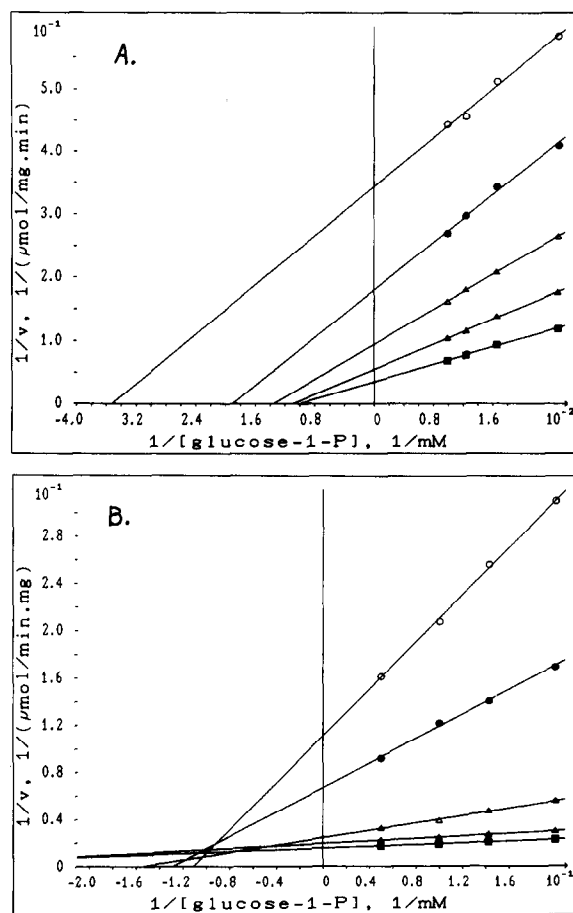 10⁻¹
A.
5.0
4.0
3.0
2.0
1.0
0
1/v, 1/(μmol/mg.min)
-4.0 -2.4 -0.8 0 0.8 1.6 10⁻²
1/[glucose-1-P], 1/mM
10⁻¹
B.
2.8
2.4
2.0
1.6
1.2
0.8
0.4
0
1/v, 1/(μmol/min.mg)
-2.0 -1.6 -1.2 -0.8 -0.4 0 0.4 0.8 1.2 1.6 10⁻¹
1/[glucose-1-P], 1/mM